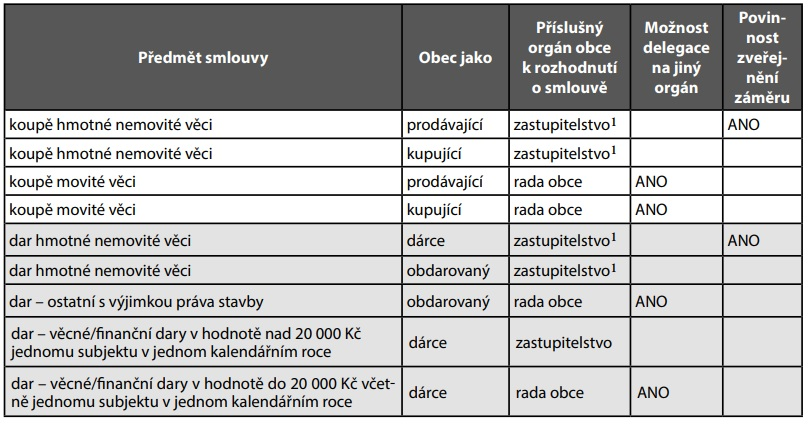 Předmět smlouvy
Obec jako
Příslušný
orgán obce
k rozhodnutí
o smlouvě
Možnost
delegace
na jiný
orgán
Povin-
nost
zveřej-
nění
záměru
koupě hmotné nemovité věci prodávající zastupitelstvo¹ ANO
koupě hmotné nemovité věci kupující zastupitelstvo¹
koupě movité věci prodávající rada obce ANO
koupě movité věci kupující rada obce ANO
dar hmotné nemovité věci dárce zastupitelstvo¹ ANO
dar hmotné nemovité věci obdarovaný zastupitelstvo¹
dar – ostatní s výjimkou práva stavby obdarovaný rada obce ANO
dar – věcné/finanční dary v hodnotě nad 20 000 Kč
jednomu subjektu v jednom kalendářním roce
dárce zastupitelstvo
dar – věcné/finanční dary v hodnotě do 20 000 Kč včet-
ně jednomu subjektu v jednom kalendářním roce
dárce rada obce ANO